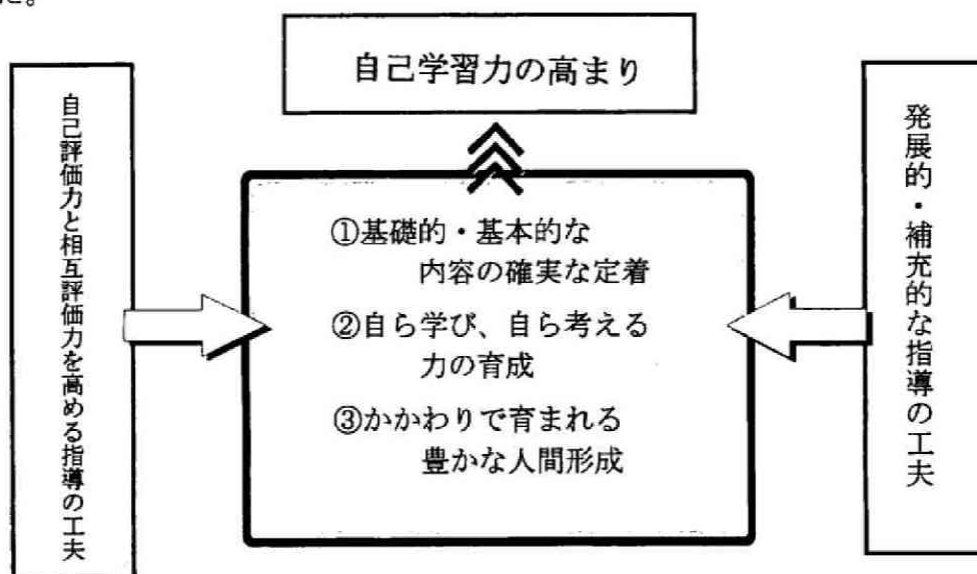 た。
自己学習力の高まり
自己評価力と相互評価力を高める指導の工夫
①基礎的・基本的な
内容の確実な定着
②自ら学び、自ら考える
力の育成
③かかわりで育まれる
豊かな人間形成
発展的・補充的な指導の工夫